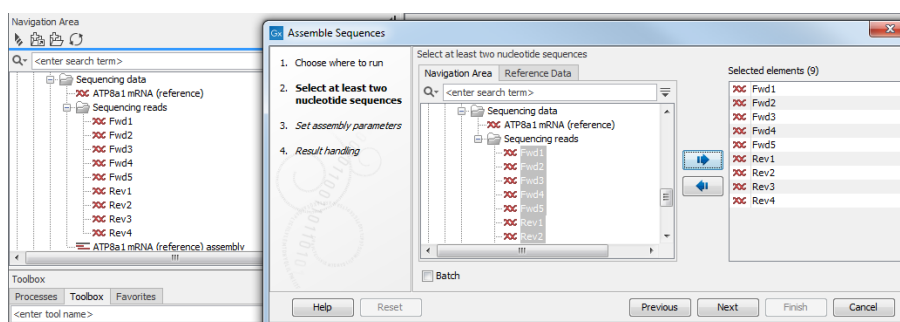 Navigation Area
<enter search term>
Sequencing data
ATP8a1 mRNA (reference)
Sequencing reads
Fwd1
Fwd2
Fwd3
Fwd4
Fwd5
Rev1
Rev2
Rev3
Rev4
ATP8a1 mRNA (reference) assembly
Toolbox
Processes Toolbox Favorites
<enter tool name>
Gx Assemble Sequences
1. Choose where to run
2. Select at least two
nucleotide sequences
3. Set assembly parameters
4. Result handling
Select at least two nucleotide sequences
Navigation Area Reference Data
<enter search term>
Sequencing data
ATP8a1 mRNA (reference)
Sequencing reads
Fwd1
Fwd2
Fwd3
Fwd4
Fwd5
Rev1
Rev2
Batch
Selected elements (9)
Fwd1
Fwd2
Fwd3
Fwd4
Fwd5
Rev1
Rev2
Rev3
Rev4
Help Reset Previous Next Finish Cancel